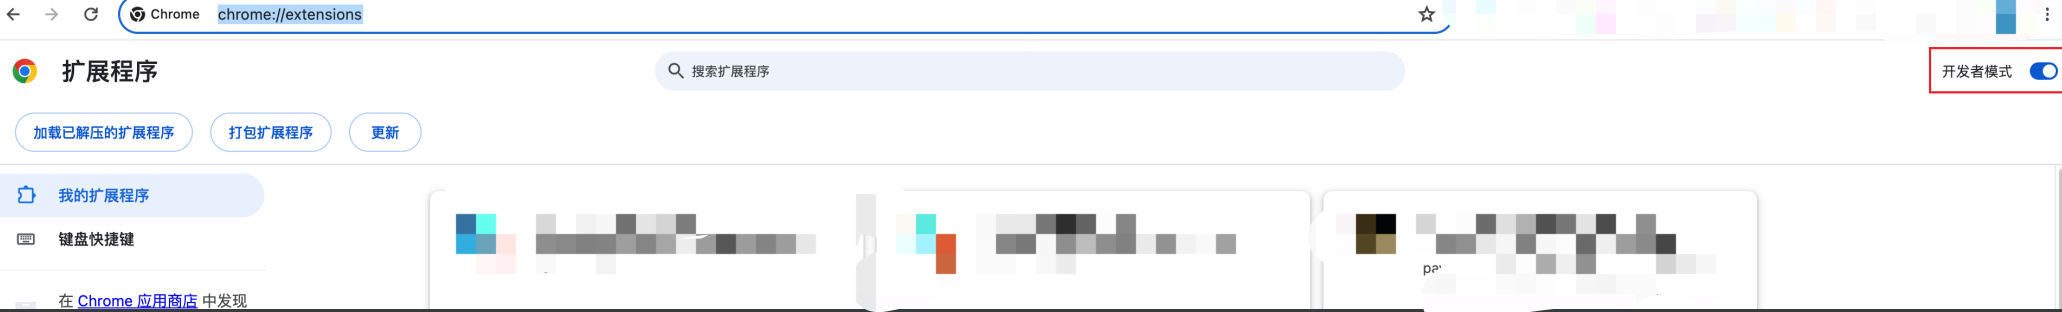 Chrome chrome://extensions
扩展程序
搜索扩展程序
开发者模式
加载已解压的扩展程序 打包扩展程序 更新
我的扩展程序
键盘快捷键
在 Chrome 应用商店 中发现